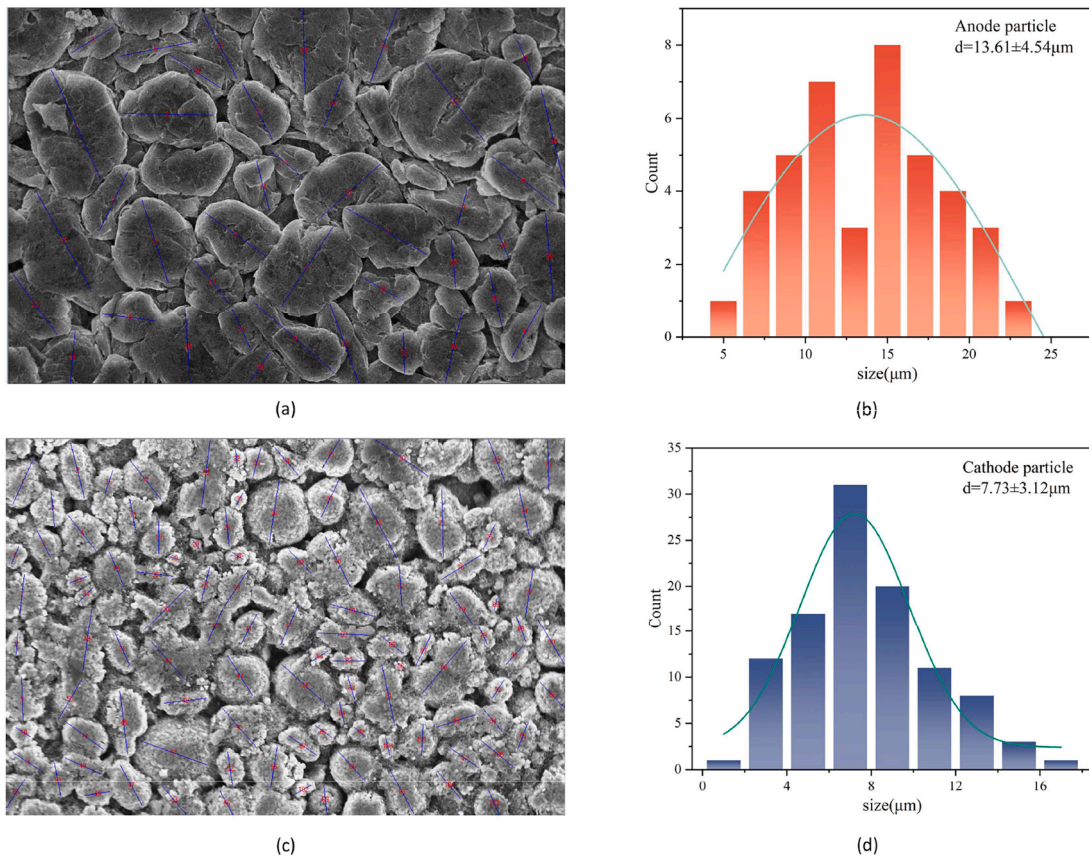 Anode particle
d=13.61±4.54μm
8
6
4
2
0
Count
5
10
15
20
25
size(μm)
(a)
(b)
Cathode particle
d=7.73±3.12μm
35
30
25
20
15
10
5
0
Count
0
4
8
12
16
size(μm)
(c)
(d)